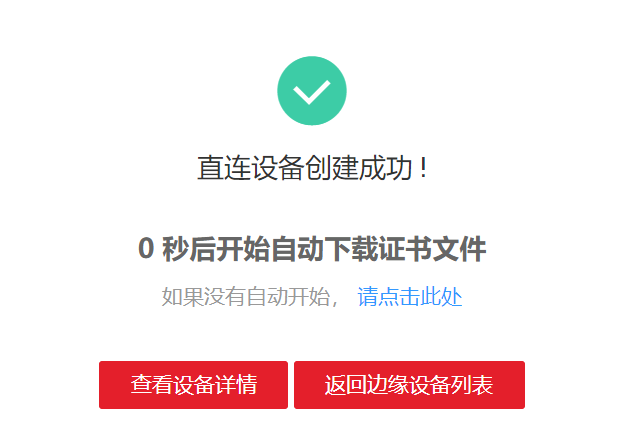 直连设备创建成功！
0 秒后开始自动下载证书文件
如果没有自动开始， 请点击此处
查看设备详情 返回边缘设备列表